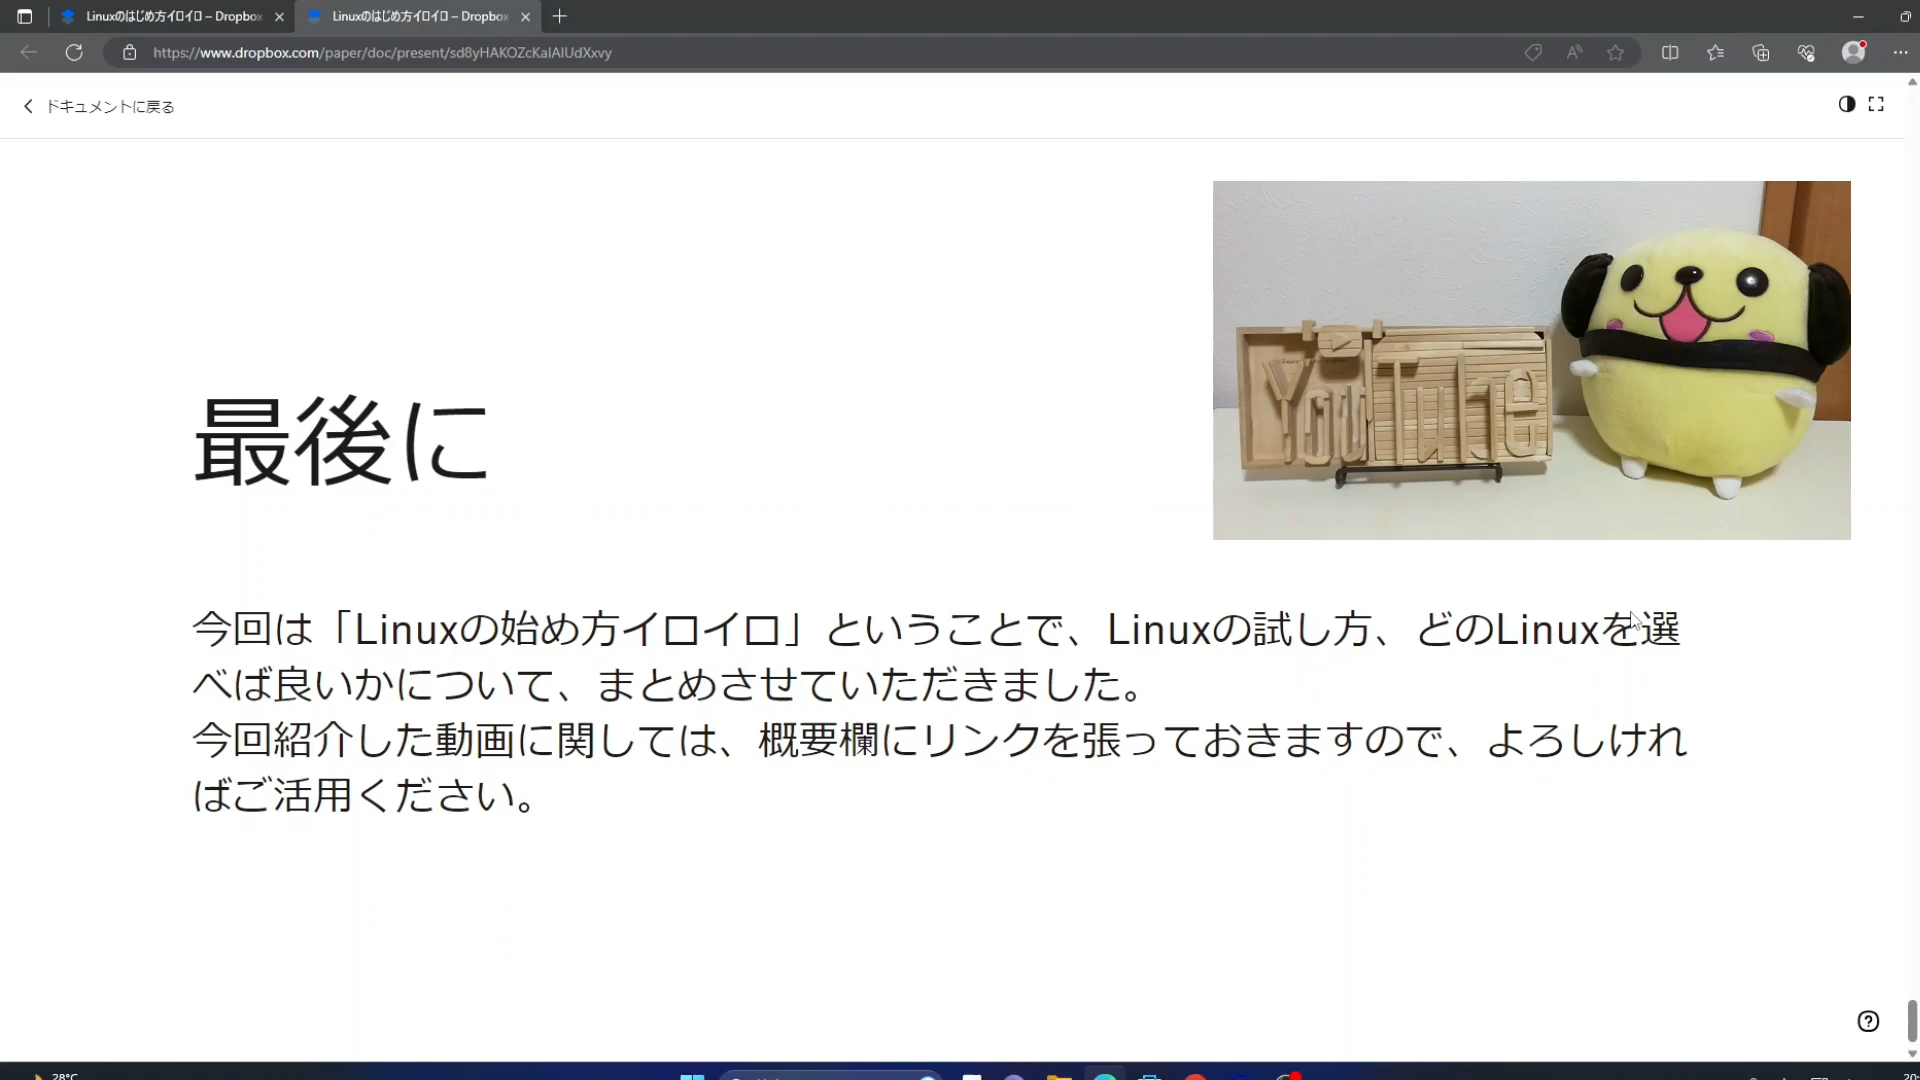 Linuxのはじめ方イロイロ – Dropbox
Linuxのはじめ方イロイロ – Dropbox
https://www.dropbox.com/paper/doc/present/sd8yHAKOZcKaIAIUdXxvy
ドキュメントに戻る
YouTube
最後に
今回は「Linuxの始め方イロイロ」ということで、Linuxの試し方、どのLinuxを選
べば良いかについて、まとめさせていただきました。
今回紹介した動画に関しては、概要欄にリンクを張っておきますので、よろしけれ
ばご活用ください。
28°C